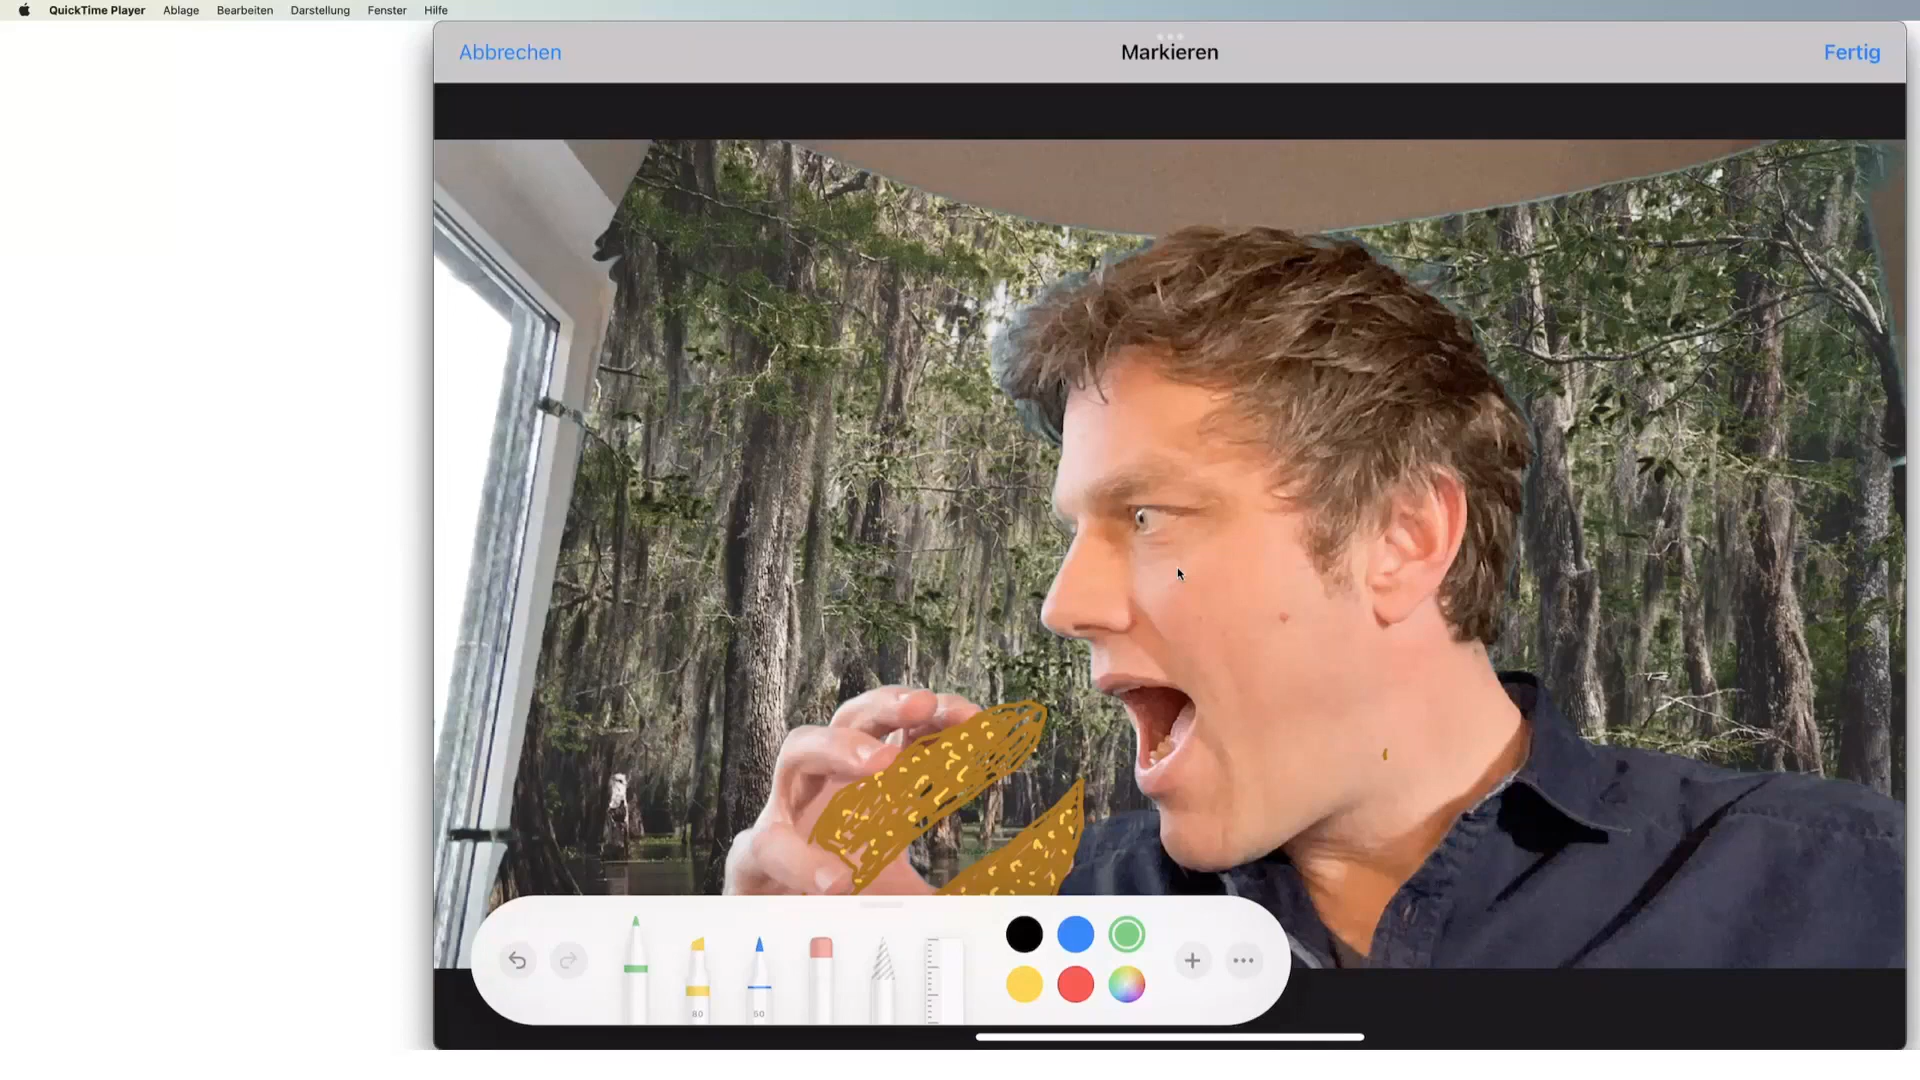 QuickTime Player Ablage Bearbeiten Darstellung Fenster Hilfe
Abbrechen Markieren Fertig
80 50